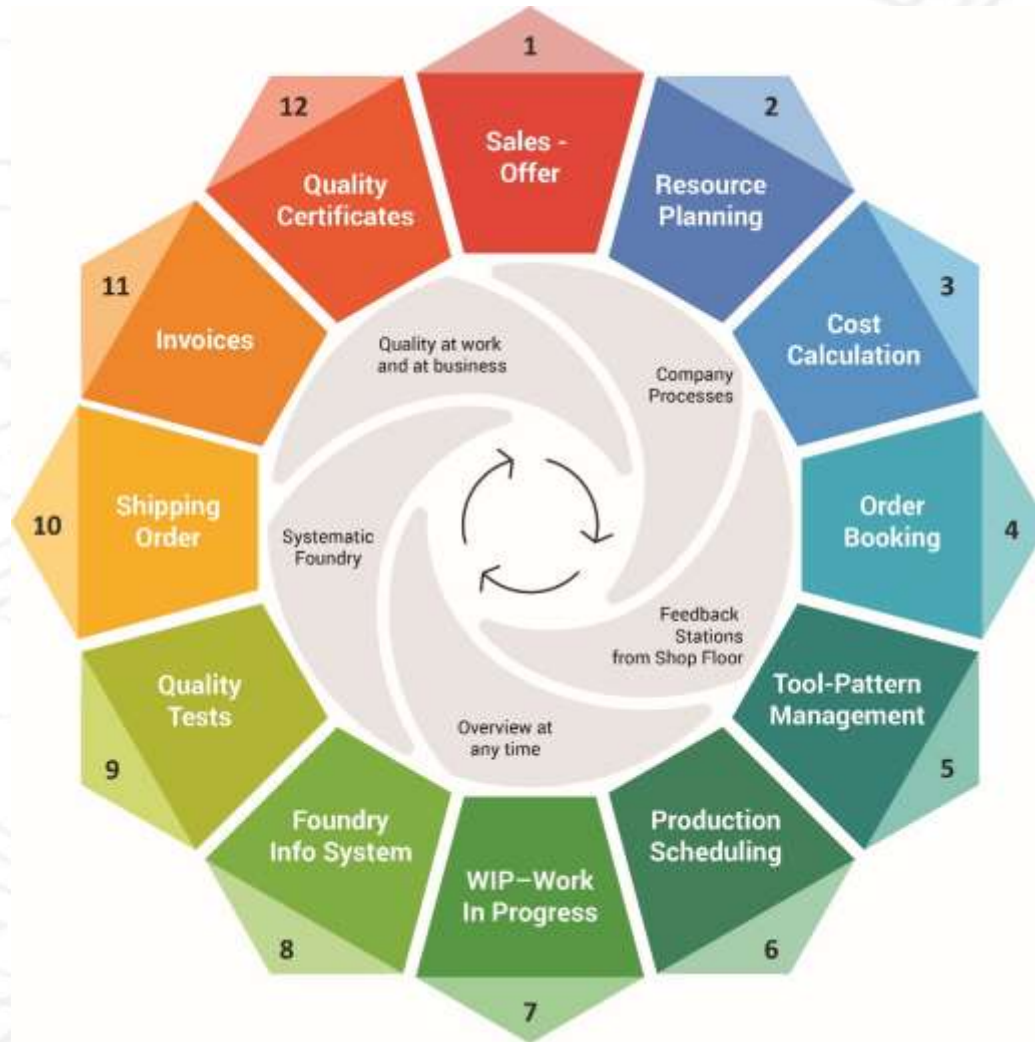 1
Sales -
Offer
2
Resource
Planning
3
Cost
Calculation
4
Order
Booking
5
Tool-Pattern
Management
6
Production
Scheduling
7
WIP–Work
In Progress
8
Foundry
Info System
9
Quality
Tests
10
Shipping
Order
11
Invoices
12
Quality
Certificates
Quality at work
and at business
Company
Processes
Feedback
Stations
from Shop Floor
Overview at
any time
Systematic
Foundry